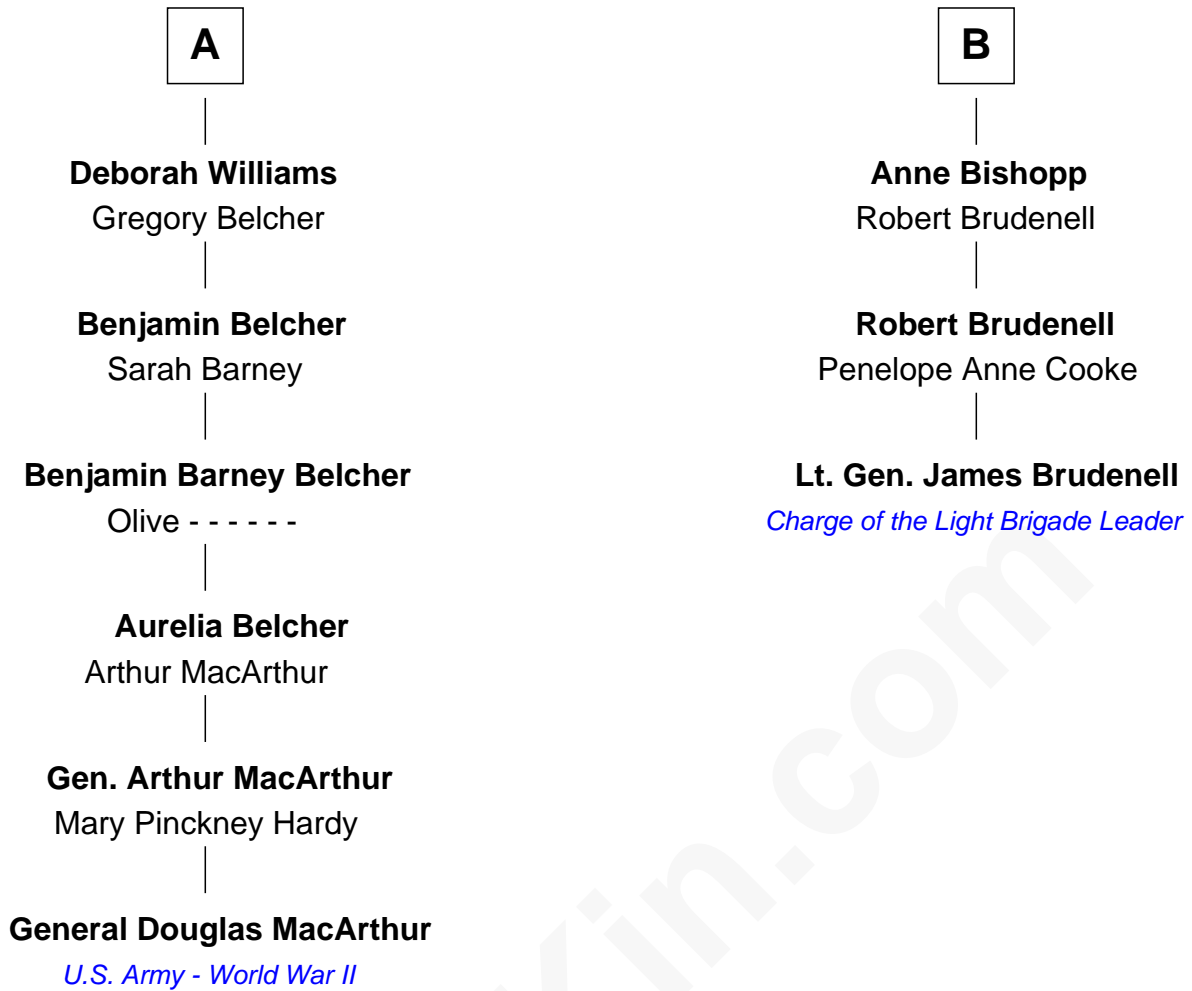 A
Deborah Williams
Gregory Belcher
Benjamin Belcher
Sarah Barney
Benjamin Barney Belcher
Olive - - - - - -
Aurelia Belcher
Arthur MacArthur
Gen. Arthur MacArthur
Mary Pinckney Hardy
General Douglas MacArthur
U.S. Army - World War II
B
Anne Bishopp
Robert Brudenell
Robert Brudenell
Penelope Anne Cooke
Lt. Gen. James Brudenell
Charge of the Light Brigade Leader
Kin.com